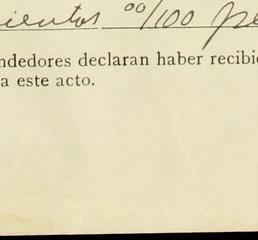 cientos 00/100 pe
ndedores declaran haber recibi
a este acto.